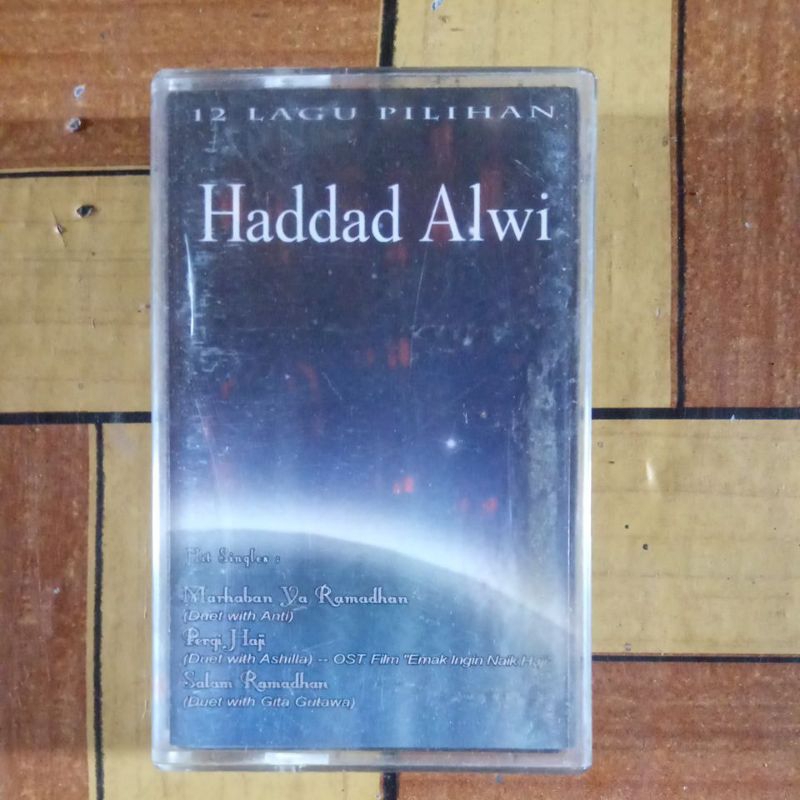 12 LAGU PILIHAN
Haddad Alwi
Hit Singles :
Marhaban Ya Ramadhan
(Duet with Anti)
Pergi Haji
(Duet with Ashilla) -- OST Film "Emak Ingin Naik Haji"
Salam Ramadhan
(Duet with Gita Gutawa)